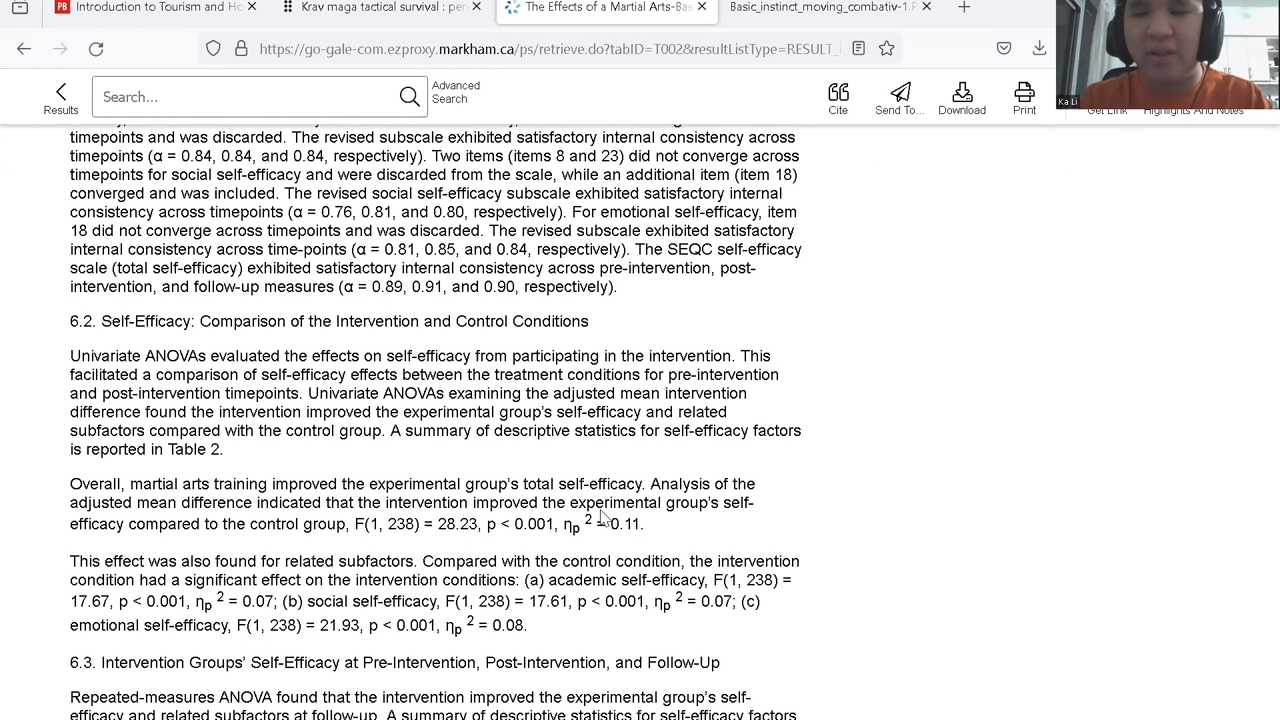 Introduction to Tourism and Ho
Krav maga tactical survival : per
The Effects of a Martial Arts-Bas
Basic_instinct_moving_combativ-1.P
https://go-gale-com.ezproxy.markham.ca/ps/retrieve.do?tabID=T002&resultListType=RESULT_
Results
Search...
Advanced
Search
Cite
Send To...
Download
Print
Get Link
Highlights And Notes
Ka Li
timepoints and was discarded. The revised subscale exhibited satisfactory internal consistency across
timepoints (α = 0.84, 0.84, and 0.84, respectively). Two items (items 8 and 23) did not converge across
timepoints for social self-efficacy and were discarded from the scale, while an additional item (item 18)
converged and was included. The revised social self-efficacy subscale exhibited satisfactory internal
consistency across timepoints (α = 0.76, 0.81, and 0.80, respectively). For emotional self-efficacy, item
18 did not converge across timepoints and was discarded. The revised subscale exhibited satisfactory
internal consistency across time-points (α = 0.81, 0.85, and 0.84, respectively). The SEQC self-efficacy
scale (total self-efficacy) exhibited satisfactory internal consistency across pre-intervention, post-
intervention, and follow-up measures (α = 0.89, 0.91, and 0.90, respectively).
6.2. Self-Efficacy: Comparison of the Intervention and Control Conditions
Univariate ANOVAs evaluated the effects on self-efficacy from participating in the intervention. This
facilitated a comparison of self-efficacy effects between the treatment conditions for pre-intervention
and post-intervention timepoints. Univariate ANOVAs examining the adjusted mean intervention
difference found the intervention improved the experimental group's self-efficacy and related
subfactors compared with the control group. A summary of descriptive statistics for self-efficacy factors
is reported in Table 2.
Overall, martial arts training improved the experimental group's total self-efficacy. Analysis of the
adjusted mean difference indicated that the intervention improved the experimental group's self-
efficacy compared to the control group, F(1, 238) = 28.23, p < 0.001, ηp 2 = 0.11.
This effect was also found for related subfactors. Compared with the control condition, the intervention
condition had a significant effect on the intervention conditions: (a) academic self-efficacy, F(1, 238) =
17.67, p < 0.001, ηp 2 = 0.07; (b) social self-efficacy, F(1, 238) = 17.61, p < 0.001, ηp 2 = 0.07; (c)
emotional self-efficacy, F(1, 238) = 21.93, p < 0.001, ηp 2 = 0.08.
6.3. Intervention Groups' Self-Efficacy at Pre-Intervention, Post-Intervention, and Follow-Up
Repeated-measures ANOVA found that the intervention improved the experimental group's self-
efficacy and related subfactors at follow-up. A summary of descriptive statistics for self-efficacy factors